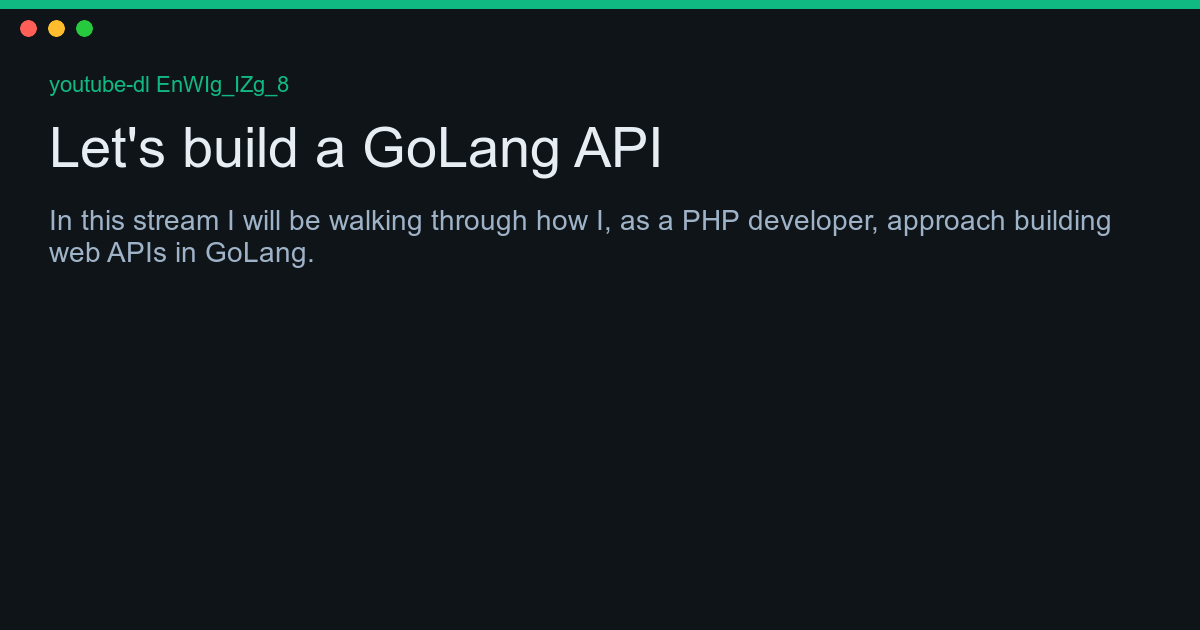 youtube-dl EnWIg_IZg_8
Let's build a GoLang API
In this stream I will be walking through how I, as a PHP developer, approach building
web APIs in GoLang.